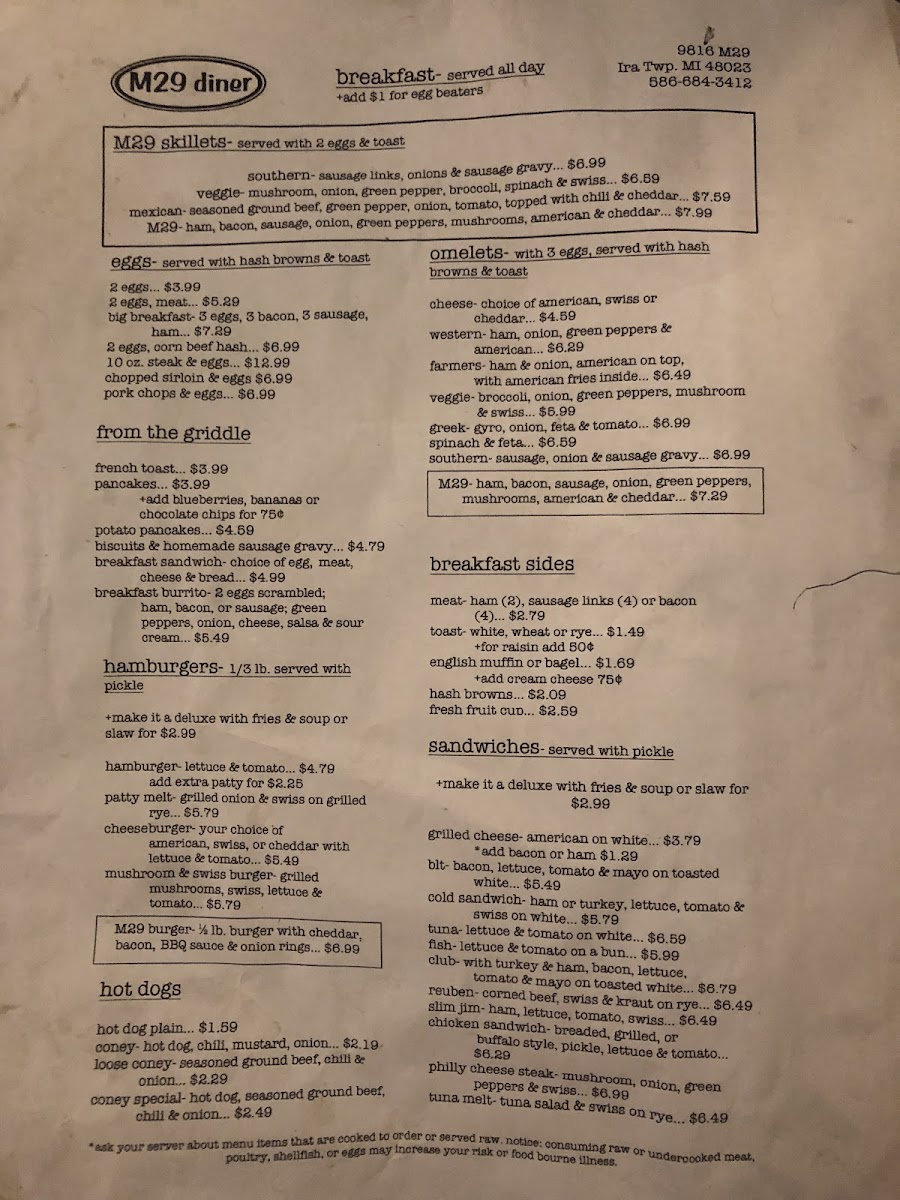 M29 diner
breakfast- served all day
+add $1 for egg beaters
9816 M29
Ira Twp. MI 48023
586-684-3412
M29 skillets- served with 2 eggs & toast
southern- sausage links, onions & sausage gravy... $6.99
veggie- mushroom, onion, green pepper, broccoli, spinach & swiss... $6.59
mexican- seasoned ground beef, green pepper, onion, tomato, topped with chili & cheddar... $7.59
M29- ham, bacon, sausage, onion, green peppers, mushrooms, american & cheddar... $7.99
eggs- served with hash browns & toast
2 eggs... $3.99
2 eggs, meat... $5.29
big breakfast- 3 eggs, 3 bacon, 3 sausage,
ham... $7.29
2 eggs, corn beef hash... $6.99
10 oz. steak & eggs... $12.99
chopped sirloin & eggs $6.99
pork chops & eggs... $6.99
from the griddle
french toast... $3.99
pancakes... $3.99
+add blueberries, bananas or
chocolate chips for 75¢
potato pancakes... $4.59
biscuits & homemade sausage gravy... $4.79
breakfast sandwich- choice of egg, meat,
cheese & bread... $4.99
breakfast burrito- 2 eggs scrambled;
ham, bacon, or sausage; green
peppers, onion, cheese, salsa & sour
cream... $5.49
hamburgers- 1/3 lb. served with
pickle
+make it a deluxe with fries & soup or
slaw for $2.99
hamburger- lettuce & tomato... $4.79
add extra patty for $2.25
patty melt- grilled onion & swiss on grilled
rye... $5.79
cheeseburger- your choice of
american, swiss, or cheddar with
lettuce & tomato... $5.49
mushroom & swiss burger- grilled
mushrooms, swiss, lettuce &
tomato... $5.79
M29 burger- ⅓ lb. burger with cheddar,
bacon, BBQ sauce & onion rings... $6.99
hot dogs
hot dog plain... $1.59
coney- hot dog, chili, mustard, onion... $2.19
loose coney- seasoned ground beef, chili &
onion... $2.29
coney special- hot dog, seasoned ground beef,
chili & onion... $2.49
omelets- with 3 eggs, served with hash
browns & toast
cheese- choice of american, swiss or
cheddar... $4.59
western- ham, onion, green peppers &
american... $6.29
farmers- ham & onion, american on top,
with american fries inside... $6.49
veggie- broccoli, onion, green peppers, mushroom
& swiss... $5.99
greek- gyro, onion, feta & tomato... $6.99
spinach & feta... $6.59
southern- sausage, onion & sausage gravy... $6.99
M29- ham, bacon, sausage, onion, green peppers,
mushrooms, american & cheddar... $7.29
breakfast sides
meat- ham (2), sausage links (4) or bacon
(4)... $2.79
toast- white, wheat or rye... $1.49
+for raisin add 50¢
english muffin or bagel... $1.69
+add cream cheese 75¢
hash browns... $2.09
fresh fruit cup... $2.59
sandwiches- served with pickle
+make it a deluxe with fries & soup or slaw for
$2.99
grilled cheese- american on white... $3.79
*add bacon or ham $1.29
blt- bacon, lettuce, tomato & mayo on toasted
white... $5.49
cold sandwich- ham or turkey, lettuce, tomato &
swiss on white... $5.79
tuna- lettuce & tomato on white... $6.59
fish- lettuce & tomato on a bun... $5.99
club- with turkey & ham, bacon, lettuce,
tomato & mayo on toasted white... $6.79
reuben- corned beef, swiss & kraut on rye... $6.49
slim jim- ham, lettuce, tomato, swiss... $6.49
chicken sandwich- breaded, grilled, or
buffalo style, pickle, lettuce & tomato...
$6.29
philly cheese steak- mushroom, onion, green
peppers & swiss... $6.99
tuna melt- tuna salad & swiss on rye... $6.49
*ask your server about menu items that are cooked to order or served raw. notice: consuming raw or undercooked meat,
poultry, shellfish, or eggs may increase your risk or food bourne illness.